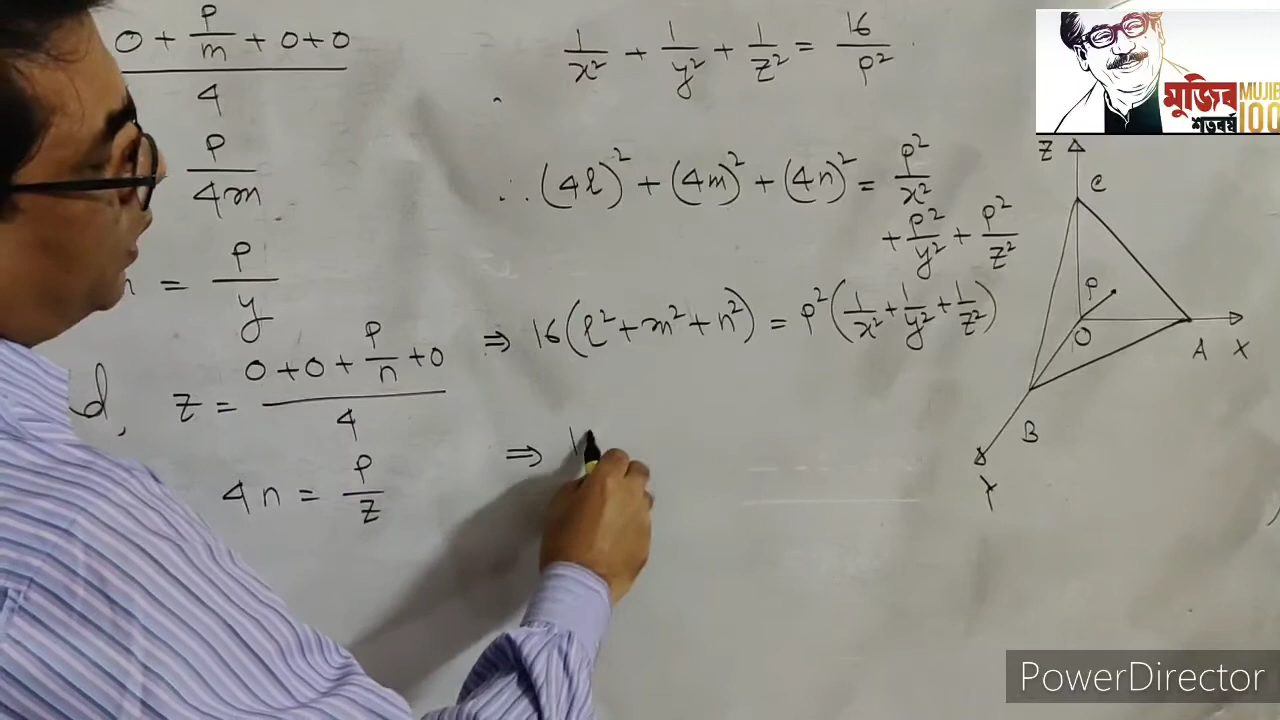 0 + p/m + 0 + 0
4
p/4m
= p/y
d, z = (0 + 0 + p/n + 0)/4
4n = p/z
1/x² + 1/y² + 1/z² = 16/p²
∴ (4l)² + (4m)² + (4n)² = p²/x²
+ p²/y² + p²/z²
⇒ 16(l² + m² + n²) = p²(1/x² + 1/y² + 1/z²)
⇒ 1
মুজিব MUJIB
শতবর্ষ 100
Z
C
P
O
A X
B
Y
PowerDirector